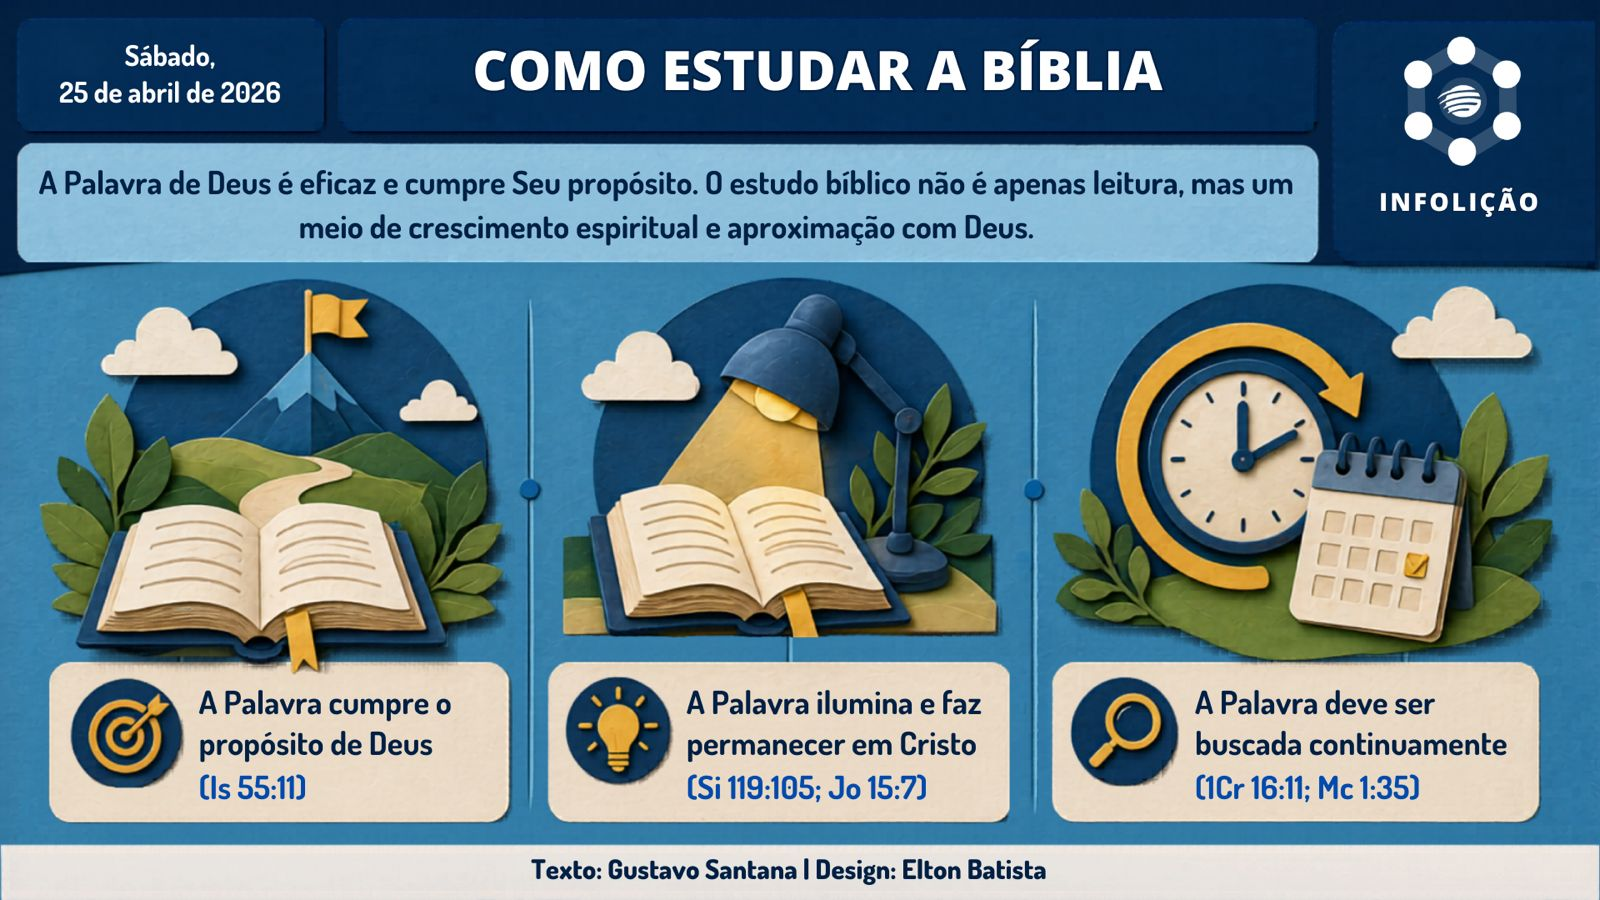 Sábado,
25 de abril de 2026
COMO ESTUDAR A BÍBLIA
INFOLIÇÃO
A Palavra de Deus é eficaz e cumpre Seu propósito. O estudo bíblico não é apenas leitura, mas um
meio de crescimento espiritual e aproximação com Deus.
A Palavra cumpre o
propósito de Deus
(Is 55:11)
A Palavra ilumina e faz
permanecer em Cristo
(Si 119:105; Jo 15:7)
A Palavra deve ser
buscada continuamente
(1Cr 16:11; Mc 1:35)
Texto: Gustavo Santana | Design: Elton Batista